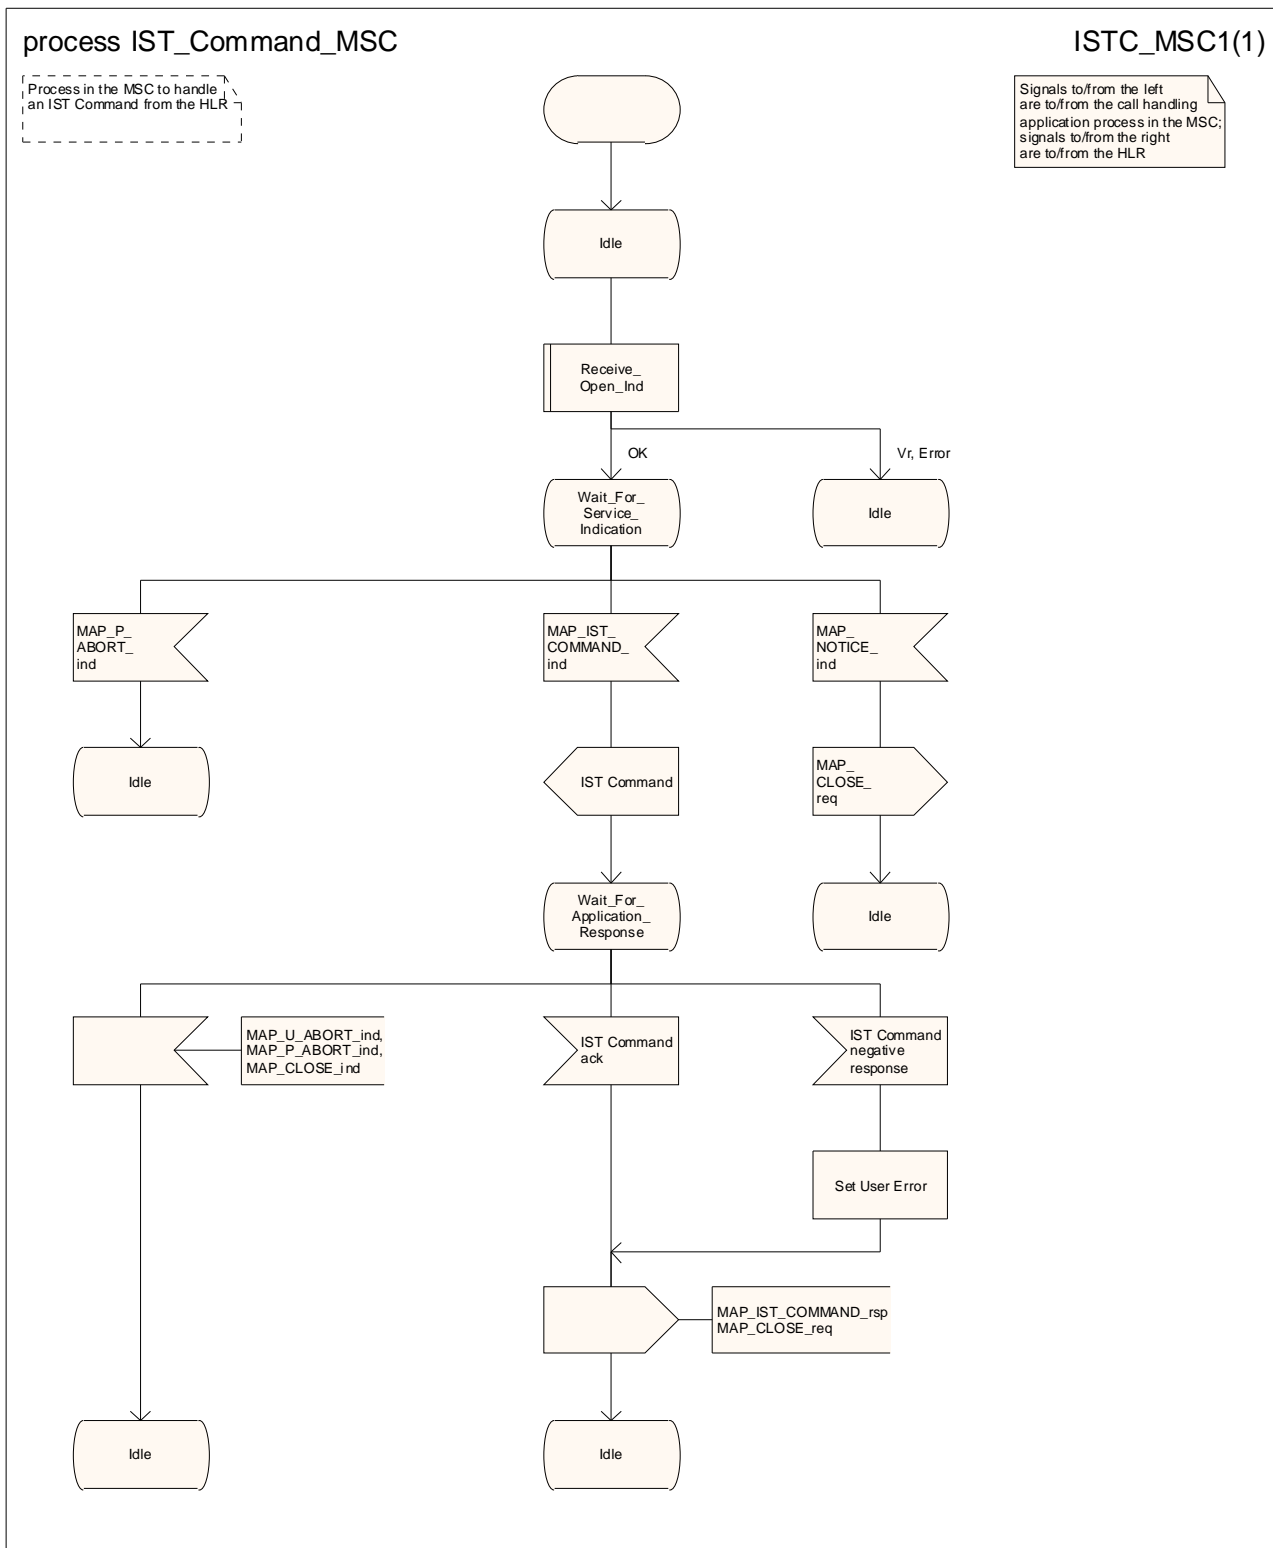 process IST_Command_MSC
ISTC_MSC1(1)
Process in the MSC to handle
an IST Command from the HLR
Signals to/from the left
are to/from the call handling
application process in the MSC;
signals to/from the right
are to/from the HLR
Idle
Receive_
Open_Ind
OK
Vr, Error
Wait_For_
Service_
Indication
Idle
MAP_P_
ABORT_
ind
MAP_IST_
COMMAND_
ind
MAP_
NOTICE_
ind
Idle
IST Command
MAP_
CLOSE_
req
Wait_For_
Application_
Response
Idle
MAP_U_ABORT_ind,
MAP_P_ABORT_ind,
MAP_CLOSE_ind
IST Command
ack
IST Command
negative
response
Set User Error
MAP_IST_COMMAND_rsp
MAP_CLOSE_req
Idle
Idle